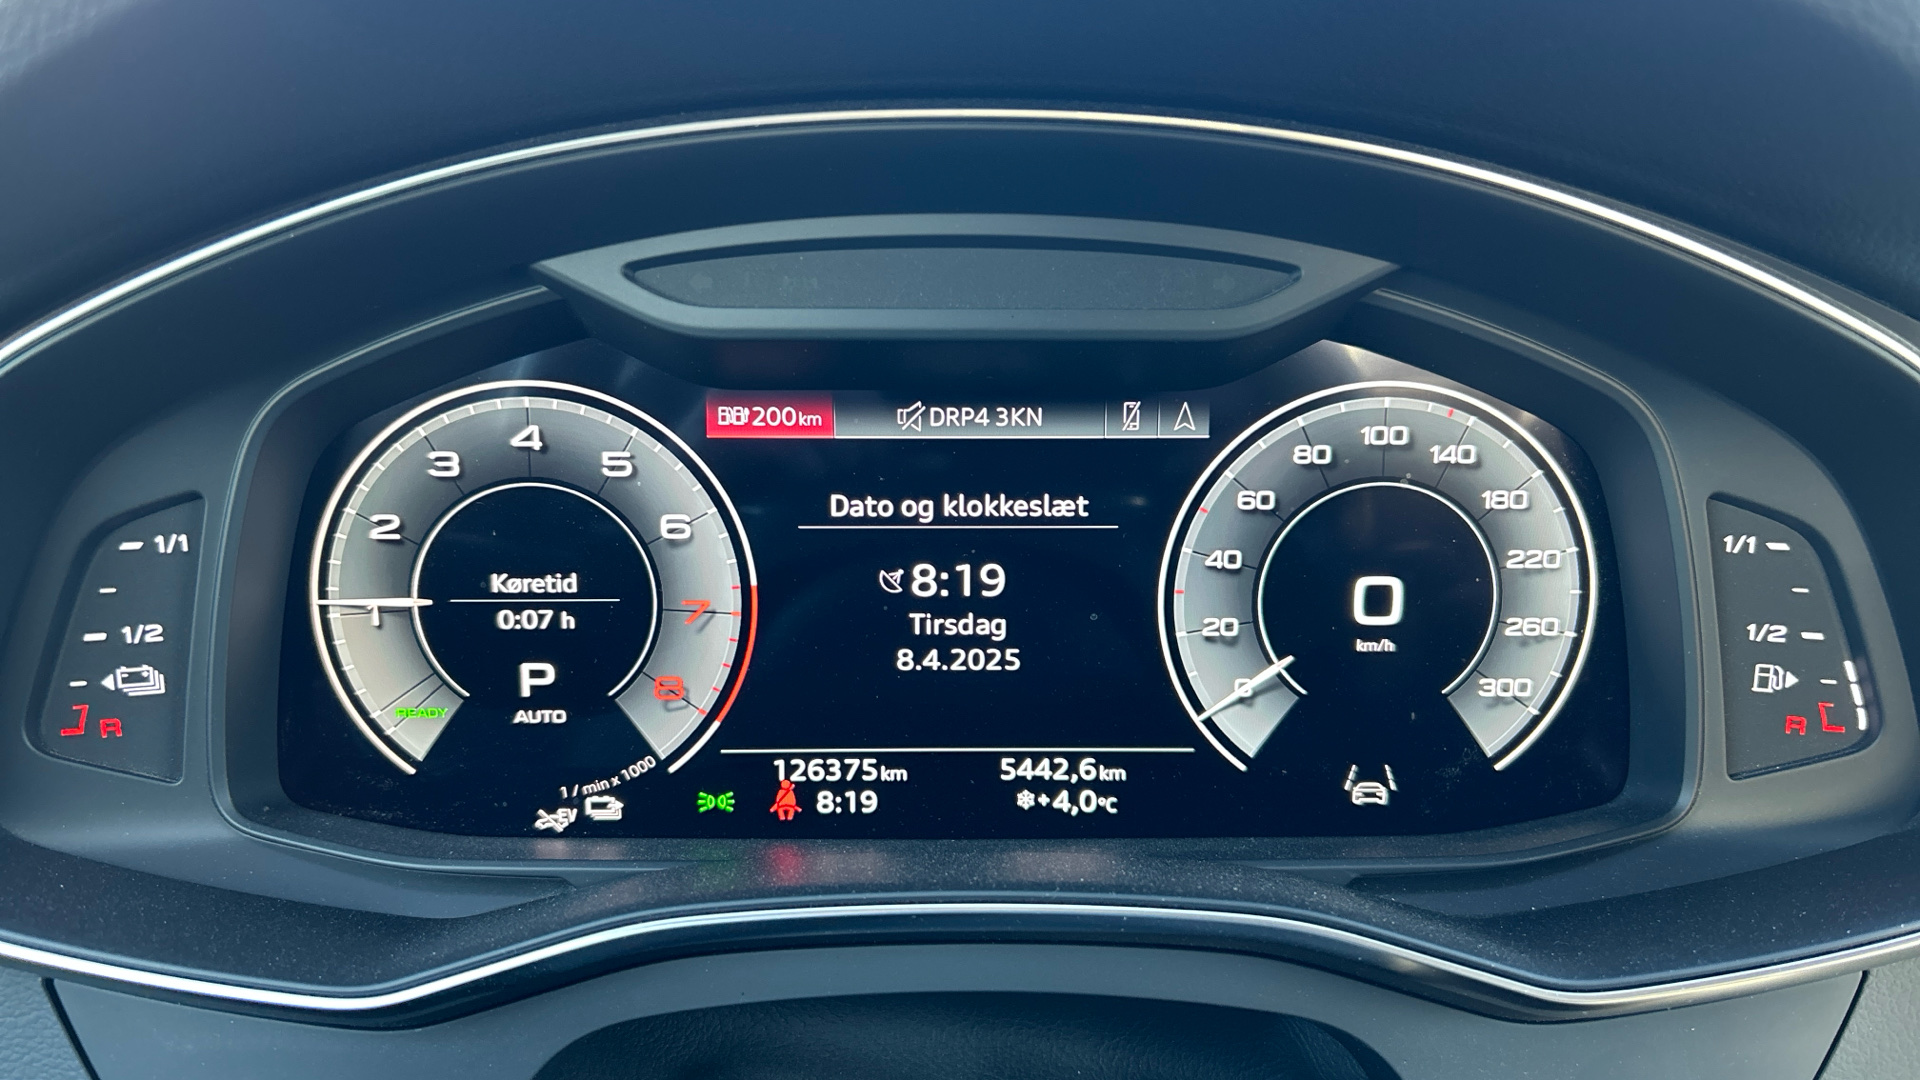 200 km
DRP4 3KN
Dato og klokkeslæt
8:19
Tirsdag
8.4.2025
1
2
3
4
5
6
7
8
READY
Køretid
0:07 h
P
AUTO
1 / min x 1000
EV
0
20
40
60
80
100
140
180
220
260
300
0
km/h
126375 km
5442,6 km
8:19
+4,0 °C
1/1
1/2
R
1/1
1/2
R